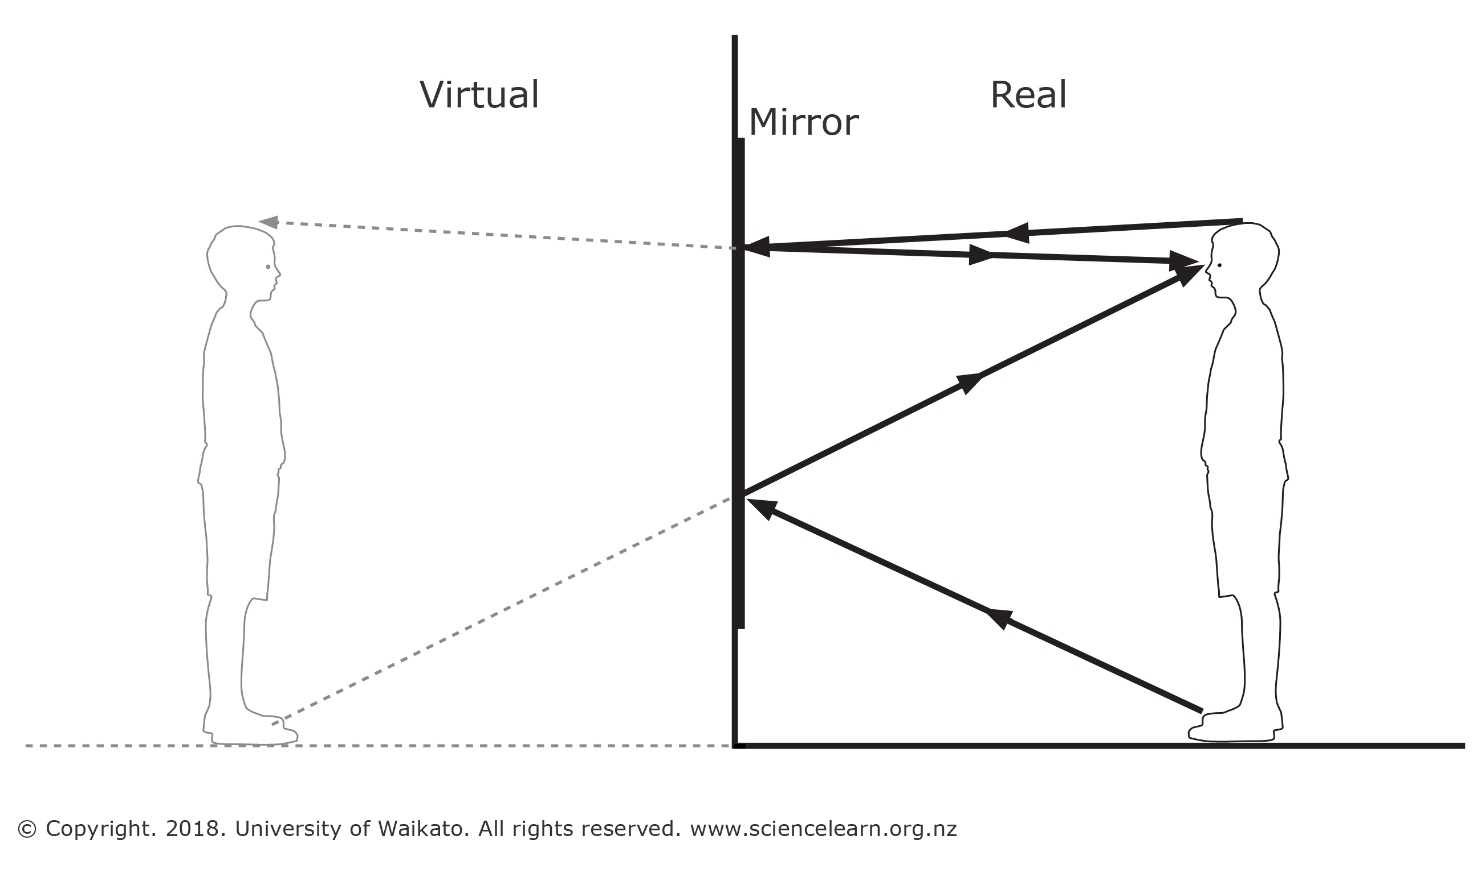 Virtual
Real
Mirror
© Copyright. 2018. University of Waikato. All rights reserved. www.sciencelearn.org.nz